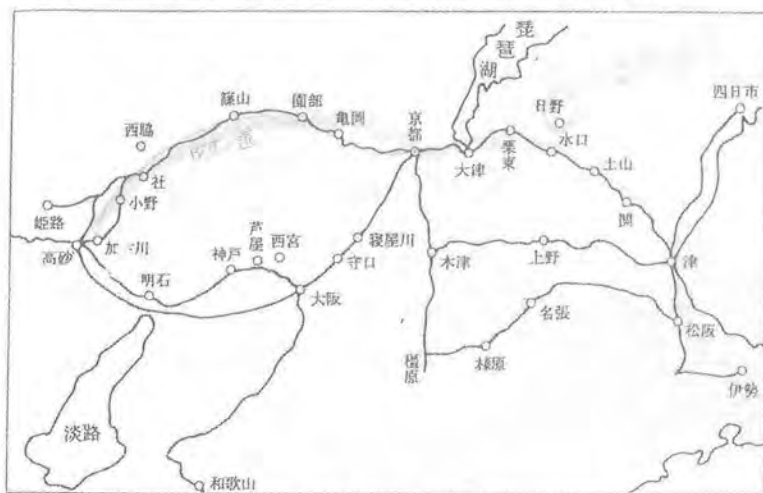 琵琶湖
四日市
日野
水口
篠山
園部
亀岡
京都
大津
栗東
土山
西脇
社
小野
関
姫路
高砂
加古川
明石
神戸
芦屋
西宮
寝屋川
守口
大阪
木津
上野
津
名張
松阪
橿原
榛原
伊勢
淡路
和歌山